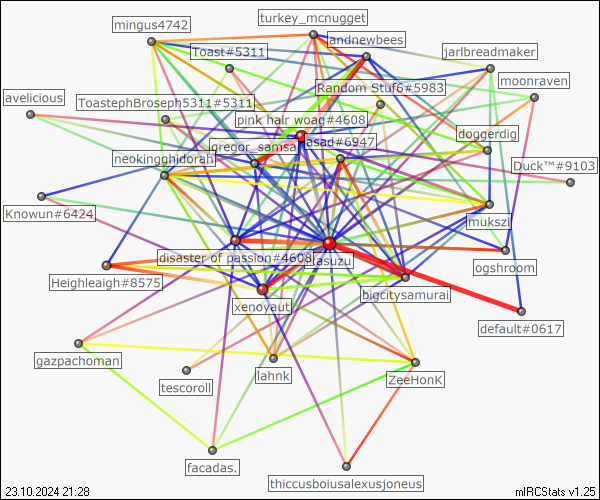 turkey_mcnugget
mingus4742
andnewbees
Toast#5311
jarlbreadmaker
moonraven
Random Stuf6#5983
avelicious
ToastephBroseph5311#5311
pink hair woag#4608
doggerdig
gregor_samsa
asad#6947
neokingghidorah
Duck™#9103
Knowun#6424
mukszi
disaster of passion#4608
asuzu
ogshroom
Heighleaigh#8575
bigcitysamurai
xenoyaut
default#0617
gazpachoman
lahnk
ZeeHonK
tescoroll
facadas.
thiccusboiusalexusjoneus
23.10.2024 21:28
mIRCStats v1.25